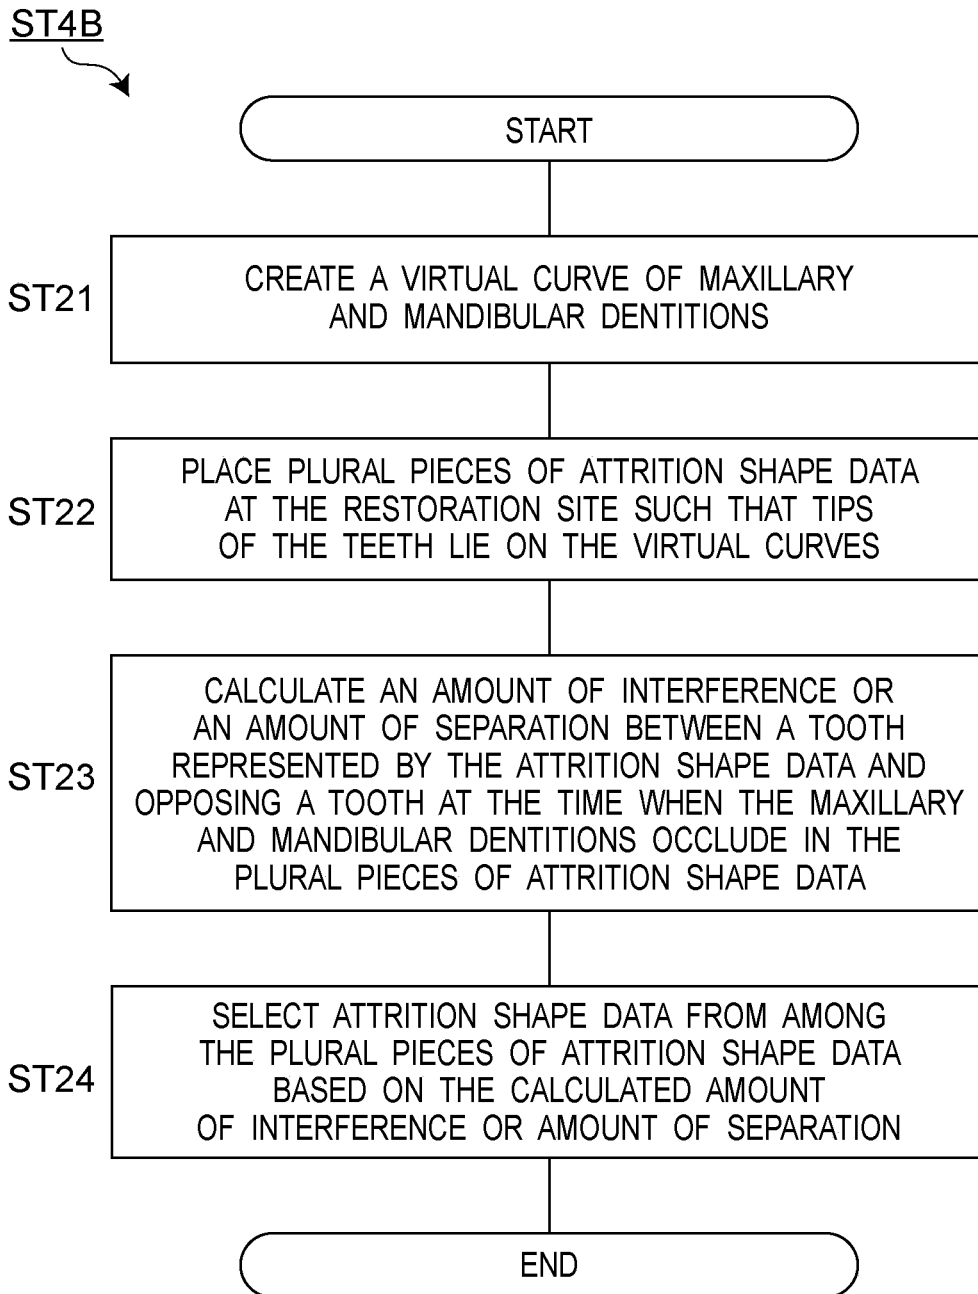 ST4B
START
ST21
CREATE A VIRTUAL CURVE OF MAXILLARY
AND MANDIBULAR DENTITIONS
ST22
PLACE PLURAL PIECES OF ATTRITION SHAPE DATA
AT THE RESTORATION SITE SUCH THAT TIPS
OF THE TEETH LIE ON THE VIRTUAL CURVES
ST23
CALCULATE AN AMOUNT OF INTERFERENCE OR
AN AMOUNT OF SEPARATION BETWEEN A TOOTH
REPRESENTED BY THE ATTRITION SHAPE DATA AND
OPPOSING A TOOTH AT THE TIME WHEN THE MAXILLARY
AND MANDIBULAR DENTITIONS OCCLUDE IN THE
PLURAL PIECES OF ATTRITION SHAPE DATA
ST24
SELECT ATTRITION SHAPE DATA FROM AMONG
THE PLURAL PIECES OF ATTRITION SHAPE DATA
BASED ON THE CALCULATED AMOUNT
OF INTERFERENCE OR AMOUNT OF SEPARATION
END